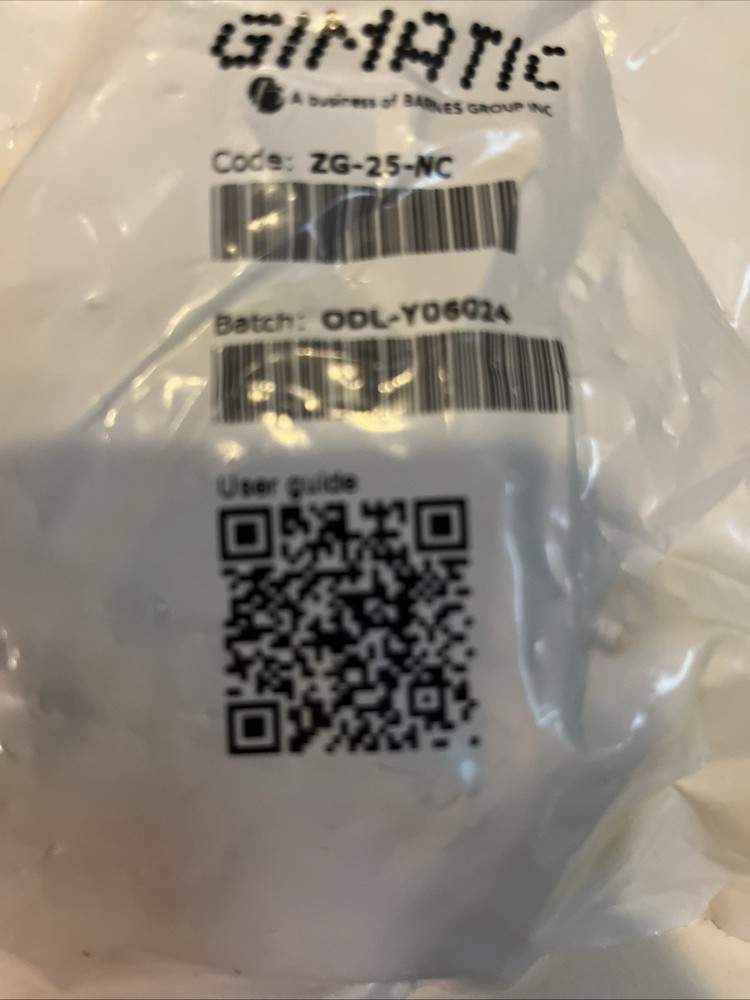 GIMATIC
A business of BARNES GROUP INC
Code: ZG-25-NC
Batch: ODL-Y06024
User guide